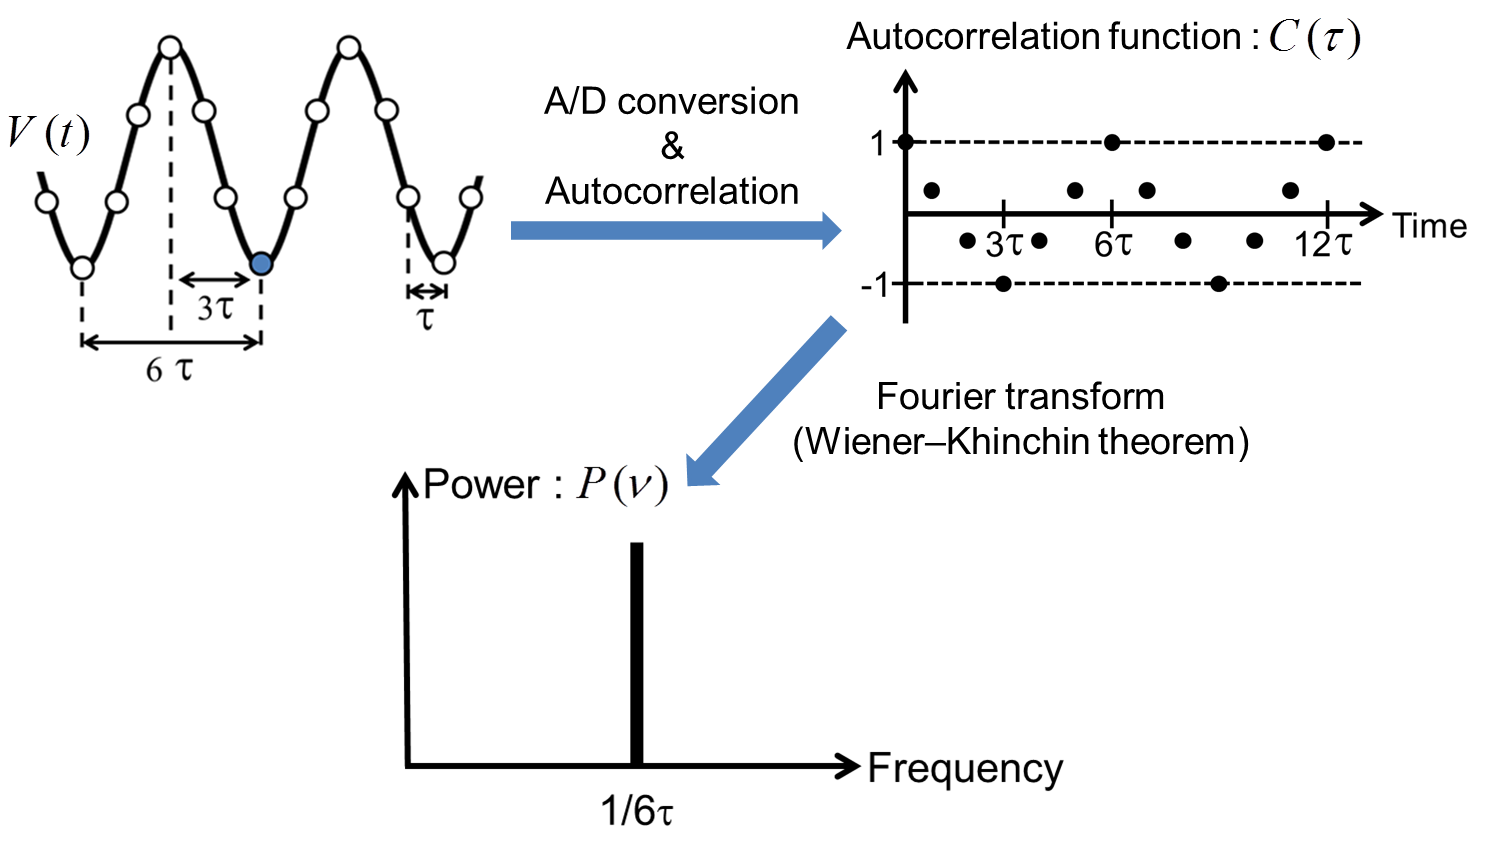 V(t)
3τ
τ
6 τ
A/D conversion
&
Autocorrelation
Autocorrelation function : C(τ)
1
-1
3τ
6τ
12τ
Time
Fourier transform
(Wiener–Khinchin theorem)
Power : P(ν)
Frequency
1/6τ